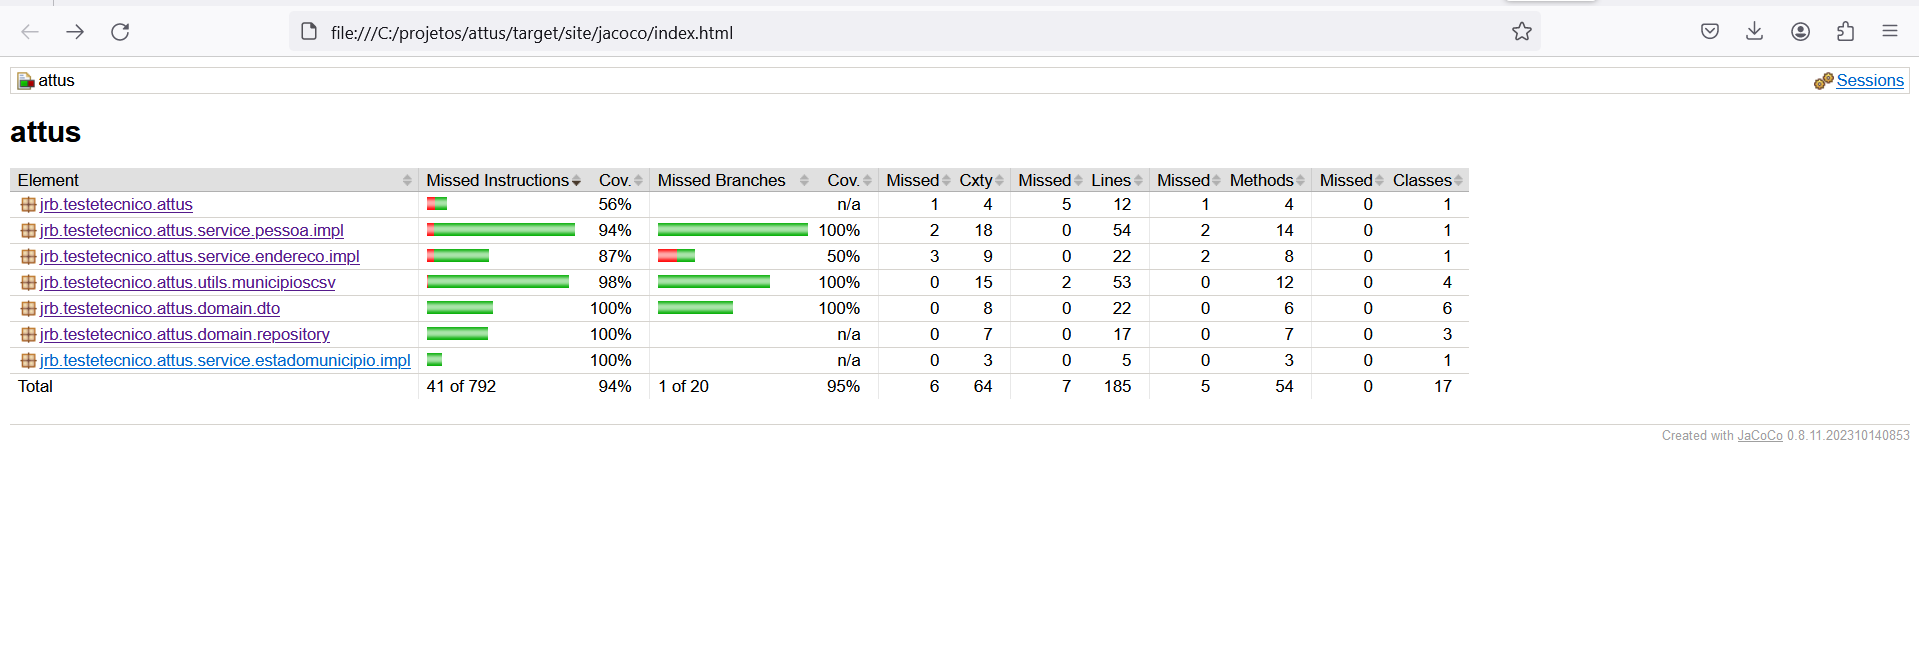 file:///C:/projetos/attus/target/site/jacoco/index.html
attus Sessions
attus
Element Missed Instructions Cov. Missed Branches Cov. Missed Cxty Missed Lines Missed Methods Missed Classes
jrb.testetecnico.attus 56% n/a 1 4 5 12 1 4 0 1
jrb.testetecnico.attus.service.pessoa.impl 94% 100% 2 18 0 54 2 14 0 1
jrb.testetecnico.attus.service.endereco.impl 87% 50% 3 9 0 22 2 8 0 1
jrb.testetecnico.attus.utils.municipioscsv 98% 100% 0 15 2 53 0 12 0 4
jrb.testetecnico.attus.domain.dto 100% 100% 0 8 0 22 0 6 0 6
jrb.testetecnico.attus.domain.repository 100% n/a 0 7 0 17 0 7 0 3
jrb.testetecnico.attus.service.estadomunicipio.impl 100% n/a 0 3 0 5 0 3 0 1
Total 41 of 792 94% 1 of 20 95% 6 64 7 185 5 54 0 17
Created with JaCoCo 0.8.11.202310140853